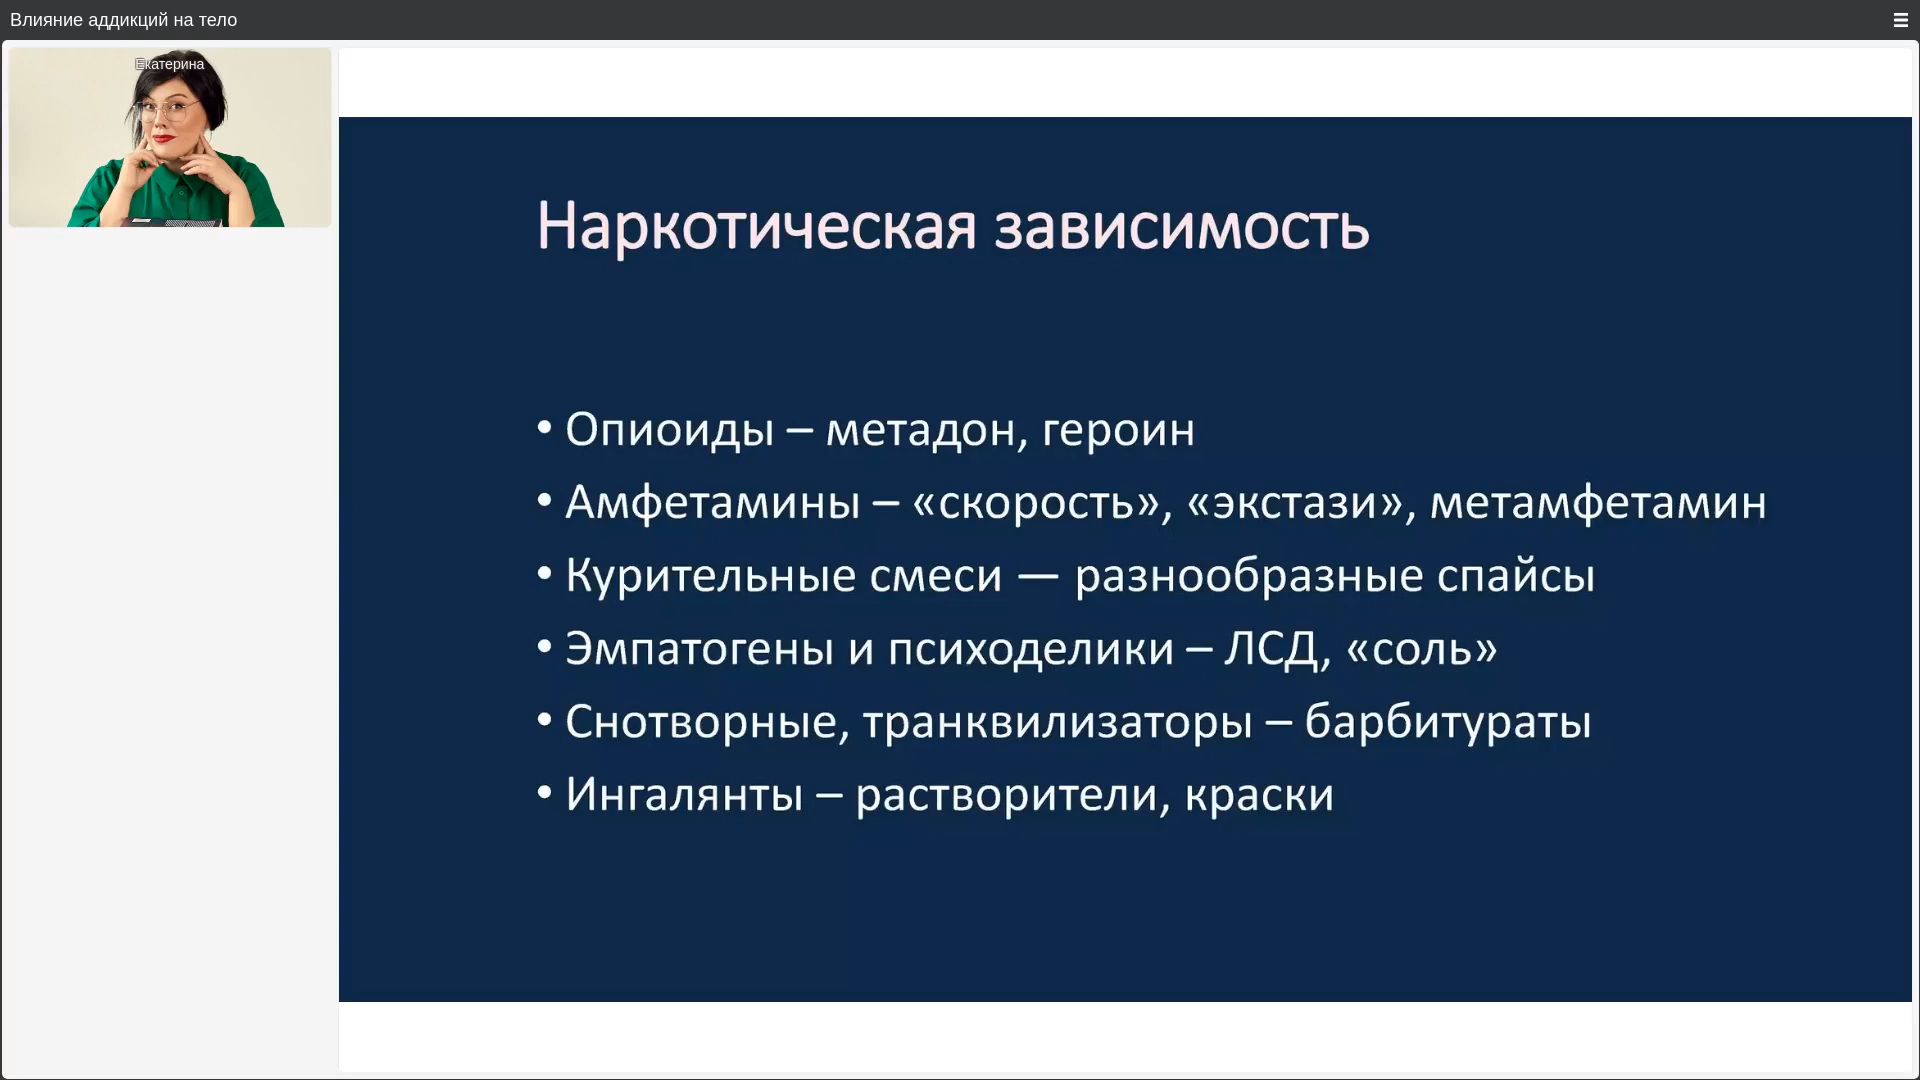 Влияние аддикций на тело
Екатерина
Наркотическая зависимость
• Опиоиды – метадон, героин
• Амфетамины – «скорость», «экстази», метамфетамин
• Курительные смеси — разнообразные спайсы
• Эмпатогены и психоделики – ЛСД, «соль»
• Снотворные, транквилизаторы – барбитураты
• Ингалянты – растворители, краски